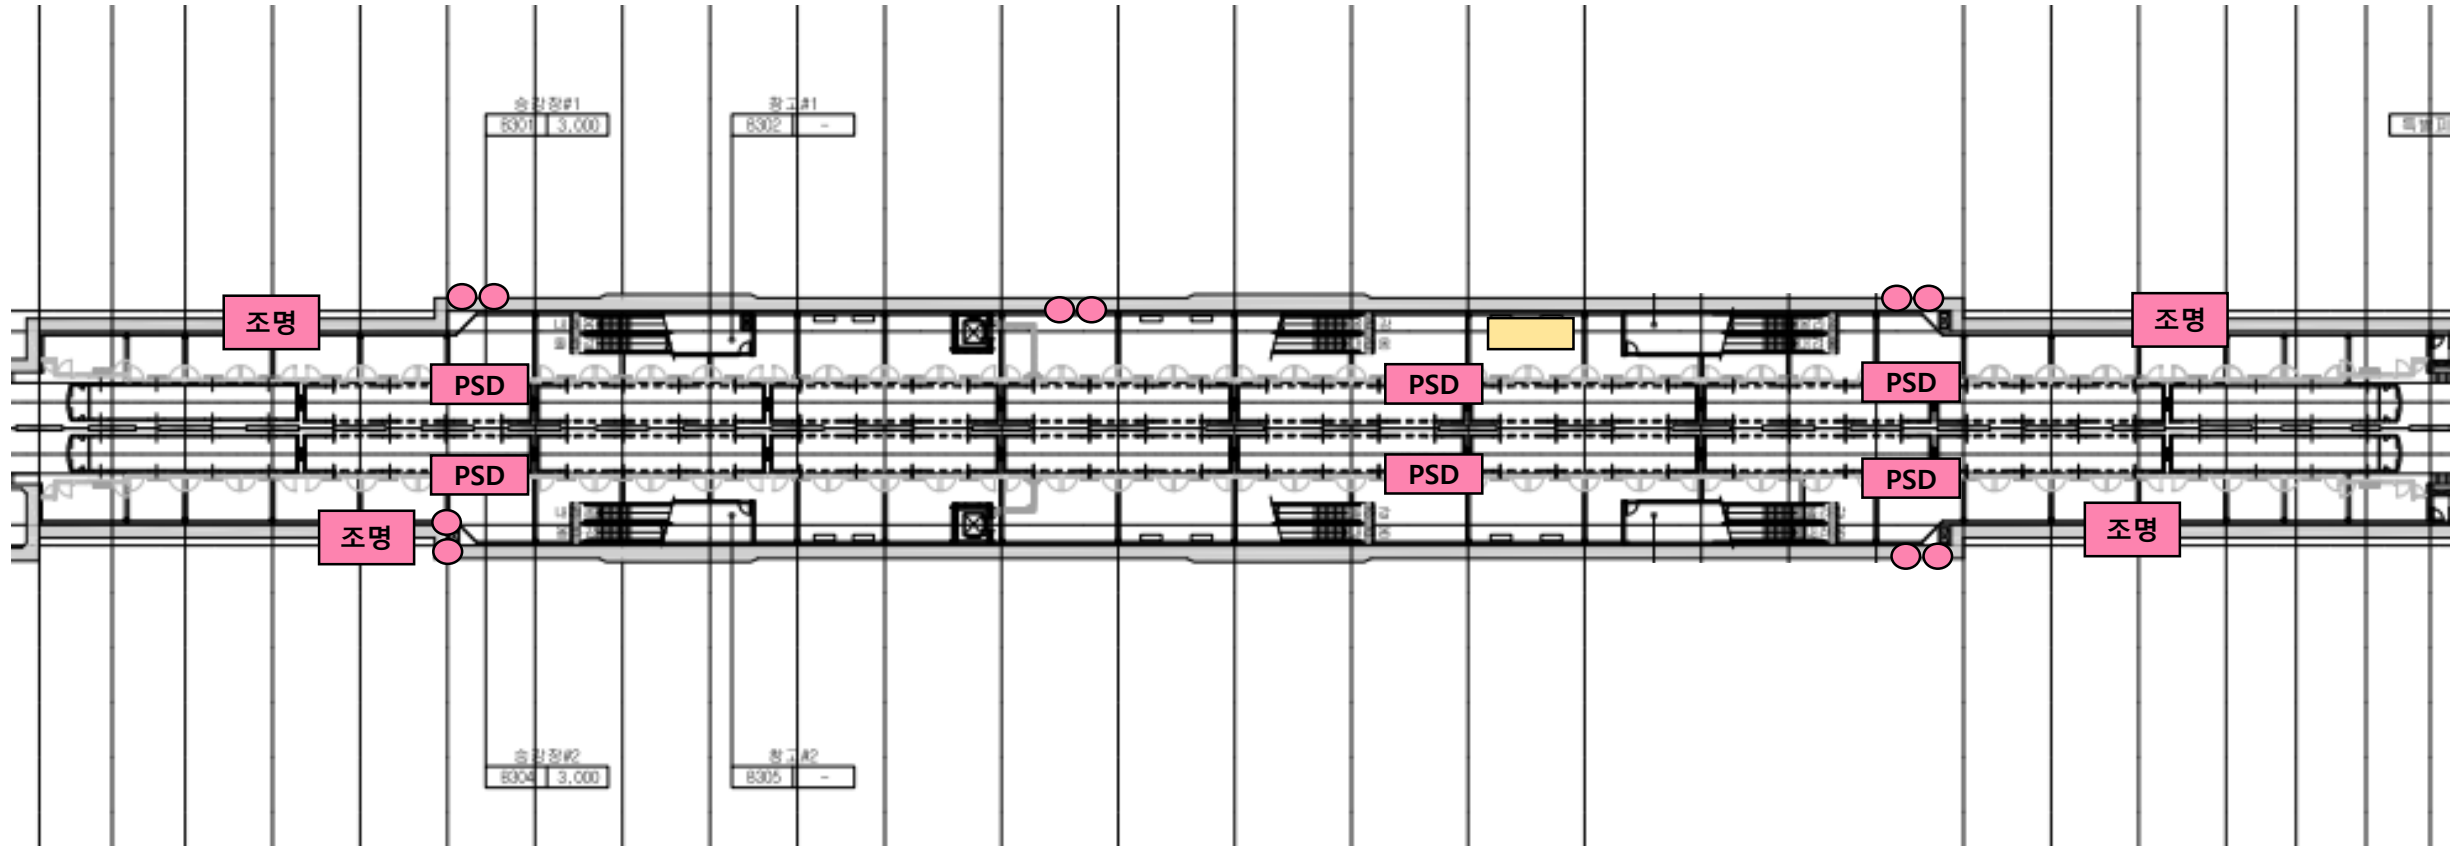 승강장#1
B301 3,000
창고#1
B302 -
조명
조명
PSD
PSD
PSD
PSD
PSD
PSD
조명
조명
승강장#2
B304 3,000
창고#2
B305 -